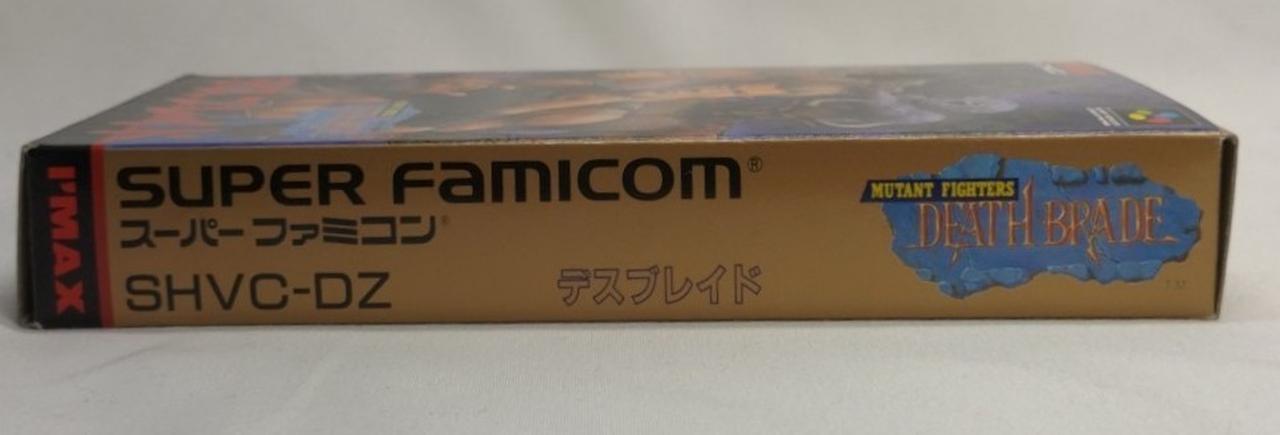 I'MAX
SUPER FAMICOM®
スーパーファミコン®
SHVC-DZ
デスブレイド
MUTANT FIGHTERS
DEATH BRADE
TM